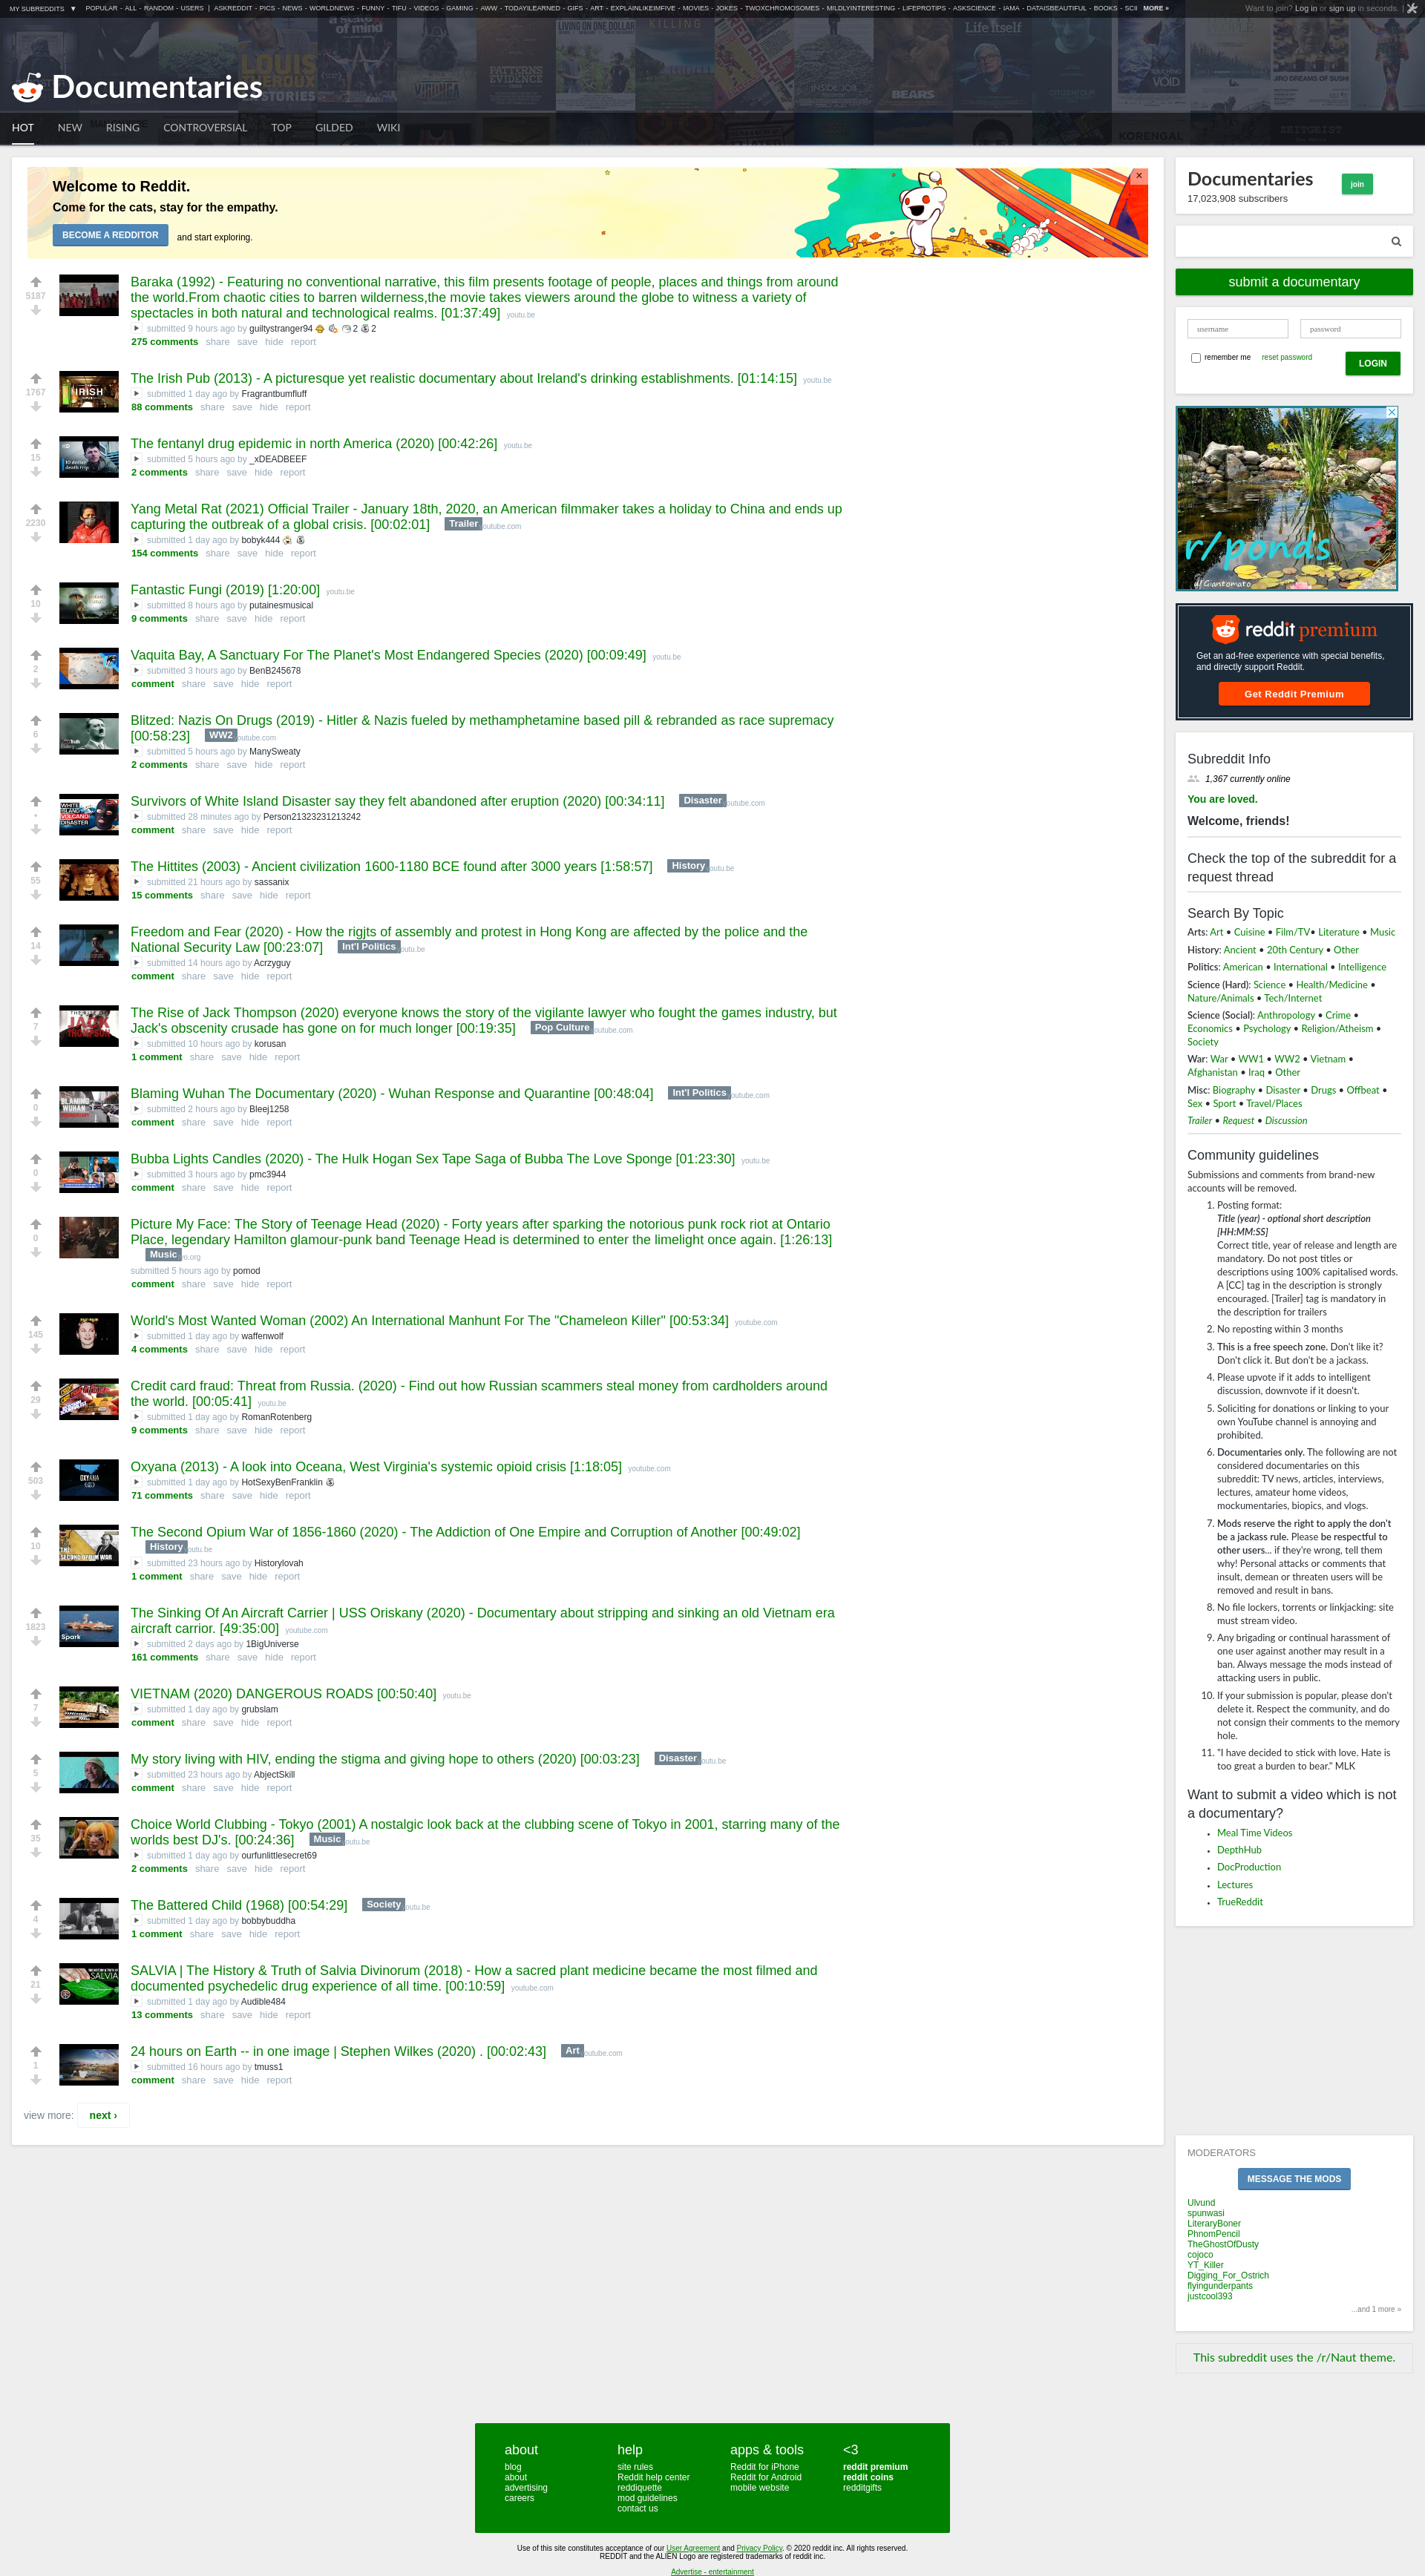 MY SUBREDDITS ▼ POPULAR - ALL - RANDOM - USERS | ASKREDDIT - PICS - NEWS - WORLDNEWS - FUNNY - TIFU - VIDEOS - GAMING - AWW - TODAYILEARNED - GIFS - ART - EXPLAINLIKEIMFIVE - MOVIES - JOKES - TWOXCHROMOSOMES - MILDLYINTERESTING - LIFEPROTIPS - ASKSCIENCE - IAMA - DATAISBEAUTIFUL - BOOKS - SCII MORE »
Want to join? Log in or sign up in seconds. |
Documentaries
HOT NEW RISING CONTROVERSIAL TOP GILDED WIKI
Welcome to Reddit.
Come for the cats, stay for the empathy.
BECOME A REDDITOR and start exploring.
5187
Baraka (1992) - Featuring no conventional narrative, this film presents footage of people, places and things from around
the world.From chaotic cities to barren wilderness,the movie takes viewers around the globe to witness a variety of
spectacles in both natural and technological realms. [01:37:49] youtu.be
submitted 9 hours ago by guiltystranger94 2 2
275 comments share save hide report
1767
The Irish Pub (2013) - A picturesque yet realistic documentary about Ireland's drinking establishments. [01:14:15] youtu.be
submitted 1 day ago by Fragrantbumfluff
88 comments share save hide report
15
The fentanyl drug epidemic in north America (2020) [00:42:26] youtu.be
submitted 5 hours ago by _xDEADBEEF
2 comments share save hide report
2230
Yang Metal Rat (2021) Official Trailer - January 18th, 2020, an American filmmaker takes a holiday to China and ends up
capturing the outbreak of a global crisis. [00:02:01] Trailer outube.com
submitted 1 day ago by bobyk444
154 comments share save hide report
10
Fantastic Fungi (2019) [1:20:00] youtu.be
submitted 8 hours ago by putainesmusical
9 comments share save hide report
2
Vaquita Bay, A Sanctuary For The Planet's Most Endangered Species (2020) [00:09:49] youtu.be
submitted 3 hours ago by BenB245678
comment share save hide report
6
Blitzed: Nazis On Drugs (2019) - Hitler & Nazis fueled by methamphetamine based pill & rebranded as race supremacy
[00:58:23] WW2 outube.com
submitted 5 hours ago by ManySweaty
2 comments share save hide report
•
Survivors of White Island Disaster say they felt abandoned after eruption (2020) [00:34:11] Disaster outube.com
submitted 28 minutes ago by Person21323231213242
comment share save hide report
55
The Hittites (2003) - Ancient civilization 1600-1180 BCE found after 3000 years [1:58:57] History outu.be
submitted 21 hours ago by sassanix
15 comments share save hide report
14
Freedom and Fear (2020) - How the rigjts of assembly and protest in Hong Kong are affected by the police and the
National Security Law [00:23:07] Int'l Politics outu.be
submitted 14 hours ago by Acrzyguy
comment share save hide report
7
The Rise of Jack Thompson (2020) everyone knows the story of the vigilante lawyer who fought the games industry, but
Jack's obscenity crusade has gone on for much longer [00:19:35] Pop Culture outube.com
submitted 10 hours ago by korusan
1 comment share save hide report
0
Blaming Wuhan The Documentary (2020) - Wuhan Response and Quarantine [00:48:04] Int'l Politics outube.com
submitted 2 hours ago by Bleej1258
comment share save hide report
0
Bubba Lights Candles (2020) - The Hulk Hogan Sex Tape Saga of Bubba The Love Sponge [01:23:30] youtu.be
submitted 3 hours ago by pmc3944
comment share save hide report
0
Picture My Face: The Story of Teenage Head (2020) - Forty years after sparking the notorious punk rock riot at Ontario
Place, legendary Hamilton glamour-punk band Teenage Head is determined to enter the limelight once again. [1:26:13]
Music vo.org
submitted 5 hours ago by pomod
comment share save hide report
145
World's Most Wanted Woman (2002) An International Manhunt For The "Chameleon Killer" [00:53:34] youtube.com
submitted 1 day ago by waffenwolf
4 comments share save hide report
29
Credit card fraud: Threat from Russia. (2020) - Find out how Russian scammers steal money from cardholders around
the world. [00:05:41] youtu.be
submitted 1 day ago by RomanRotenberg
9 comments share save hide report
503
Oxyana (2013) - A look into Oceana, West Virginia's systemic opioid crisis [1:18:05] youtube.com
submitted 1 day ago by HotSexyBenFranklin
71 comments share save hide report
10
The Second Opium War of 1856-1860 (2020) - The Addiction of One Empire and Corruption of Another [00:49:02]
History outu.be
submitted 23 hours ago by Historylovah
1 comment share save hide report
1823
The Sinking Of An Aircraft Carrier | USS Oriskany (2020) - Documentary about stripping and sinking an old Vietnam era
aircraft carrior. [49:35:00] youtube.com
submitted 2 days ago by 1BigUniverse
161 comments share save hide report
7
VIETNAM (2020) DANGEROUS ROADS [00:50:40] youtu.be
submitted 1 day ago by grubslam
comment share save hide report
5
My story living with HIV, ending the stigma and giving hope to others (2020) [00:03:23] Disaster outu.be
submitted 23 hours ago by AbjectSkill
comment share save hide report
35
Choice World Clubbing - Tokyo (2001) A nostalgic look back at the clubbing scene of Tokyo in 2001, starring many of the
worlds best DJ's. [00:24:36] Music outu.be
submitted 1 day ago by ourfunlittlesecret69
2 comments share save hide report
4
The Battered Child (1968) [00:54:29] Society outu.be
submitted 1 day ago by bobbybuddha
1 comment share save hide report
21
SALVIA | The History & Truth of Salvia Divinorum (2018) - How a sacred plant medicine became the most filmed and
documented psychedelic drug experience of all time. [00:10:59] youtube.com
submitted 1 day ago by Audible484
13 comments share save hide report
1
24 hours on Earth -- in one image | Stephen Wilkes (2020) . [00:02:43] Art outube.com
submitted 16 hours ago by tmuss1
comment share save hide report
view more: next ›
Documentaries join
17,023,908 subscribers
submit a documentary
username password
remember me reset password LOGIN
r/ponds
u/Giantomato
reddit premium
Get an ad-free experience with special benefits,
and directly support Reddit.
Get Reddit Premium
Subreddit Info
1,367 currently online
You are loved.
Welcome, friends!
Check the top of the subreddit for a
request thread
Search By Topic
Arts: Art • Cuisine • Film/TV• Literature • Music
History: Ancient • 20th Century • Other
Politics: American • International • Intelligence
Science (Hard): Science • Health/Medicine •
Nature/Animals • Tech/Internet
Science (Social): Anthropology • Crime •
Economics • Psychology • Religion/Atheism •
Society
War: War • WW1 • WW2 • Vietnam •
Afghanistan • Iraq • Other
Misc: Biography • Disaster • Drugs • Offbeat •
Sex • Sport • Travel/Places
Trailer • Request • Discussion
Community guidelines
Submissions and comments from brand-new
accounts will be removed.
1. Posting format:
Title (year) - optional short description
[HH:MM:SS]
Correct title, year of release and length are
mandatory. Do not post titles or
descriptions using 100% capitalised words.
A [CC] tag in the description is strongly
encouraged. [Trailer] tag is mandatory in
the description for trailers
2. No reposting within 3 months
3. This is a free speech zone. Don't like it?
Don't click it. But don't be a jackass.
4. Please upvote if it adds to intelligent
discussion, downvote if it doesn't.
5. Soliciting for donations or linking to your
own YouTube channel is annoying and
prohibited.
6. Documentaries only. The following are not
considered documentaries on this
subreddit: TV news, articles, interviews,
lectures, amateur home videos,
mockumentaries, biopics, and vlogs.
7. Mods reserve the right to apply the don't
be a jackass rule. Please be respectful to
other users... if they're wrong, tell them
why! Personal attacks or comments that
insult, demean or threaten users will be
removed and result in bans.
8. No file lockers, torrents or linkjacking: site
must stream video.
9. Any brigading or continual harassment of
one user against another may result in a
ban. Always message the mods instead of
attacking users in public.
10. If your submission is popular, please don't
delete it. Respect the community, and do
not consign their comments to the memory
hole.
11. "I have decided to stick with love. Hate is
too great a burden to bear." MLK
Want to submit a video which is not
a documentary?
• Meal Time Videos
• DepthHub
• DocProduction
• Lectures
• TrueReddit
MODERATORS
MESSAGE THE MODS
Ulvund
spunwasi
LiteraryBoner
PhnomPencil
TheGhostOfDusty
cojoco
YT_Killer
Digging_For_Ostrich
flyingunderpants
justcool393
...and 1 more »
This subreddit uses the /r/Naut theme.
about
blog
about
advertising
careers
help
site rules
Reddit help center
reddiquette
mod guidelines
contact us
apps & tools
Reddit for iPhone
Reddit for Android
mobile website
<3
reddit premium
reddit coins
redditgifts
Use of this site constitutes acceptance of our User Agreement and Privacy Policy. © 2020 reddit inc. All rights reserved.
REDDIT and the ALIEN Logo are registered trademarks of reddit inc.
Advertise - entertainment